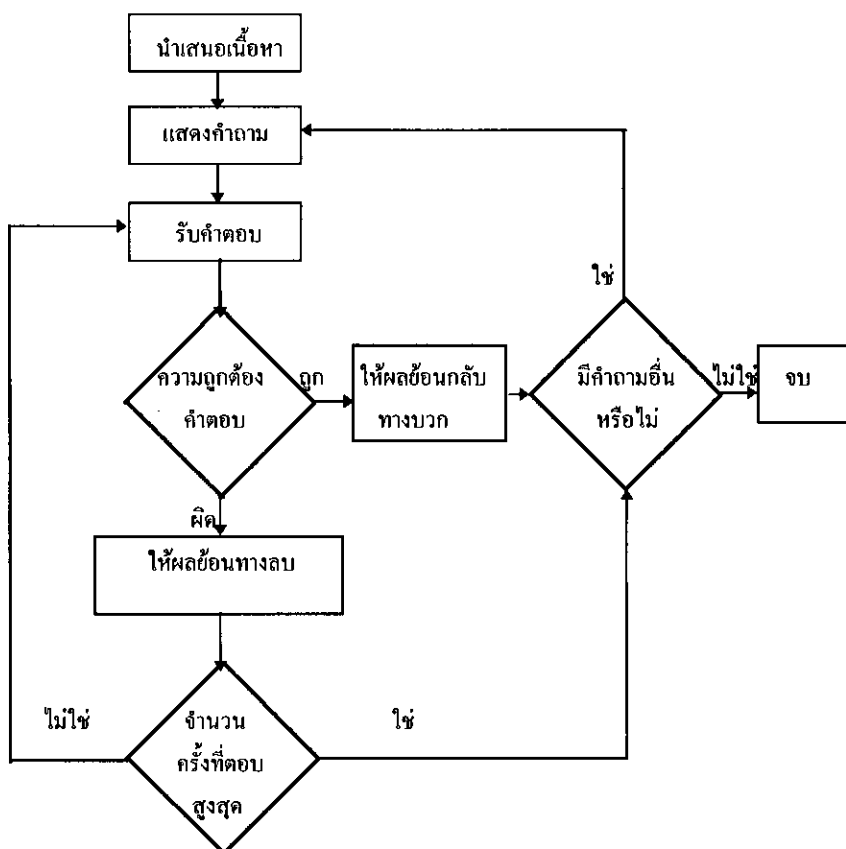 นำเสนอเนื้อหา
แสดงคำถาม
รับคำตอบ
ใช่
ความถูกต้อง
คำตอบ
ถูก
ให้ผลย้อนกลับ
ทางบวก
มีคำถามอื่น
หรือไม่
ไม่ใช่
จบ
ผิด
ให้ผลย้อนทางลบ
ไม่ใช่
จำนวน
ครั้งที่ตอบ
สูงสุด
ใช่